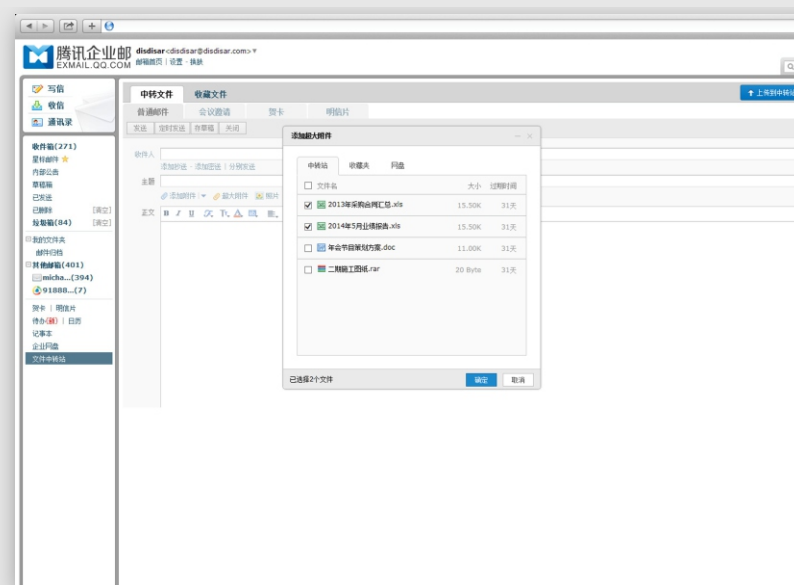 腾讯企业邮
EXMAIL.QQ.COM
disdisar<disdisar@disdisar.com>▼
邮箱首页 | 设置 - 换肤
写信
收信
通讯录
收件箱(271)
星标邮件
内部公告
草稿箱
已发送
已删除 [清空]
垃圾箱(84) [清空]
我的文件夹
邮件归档
其他邮箱(401)
micha...(394)
91888...(7)
贺卡 | 明信片
待办 | 日历
记事本
企业网盘
文件中转站
中转文件 收藏文件
上传到中转站
普通邮件 会议邀请 贺卡 明信片
发送 定时发送 存草稿 关闭
收件人
添加抄送 - 添加密送 | 分别发送
主题
添加附件 超大附件 照片
正文 B I U
添加超大附件
中转站 收藏夹 网盘
文件名 大小 过期时间
2013年采购合同汇总.xls 15.50K 31天
2014年5月业绩报告.xls 15.50K 31天
年会节目策划方案.doc 11.00K 31天
二期施工图纸.rar 20 Byte 31天
已选择2个文件 确定 取消